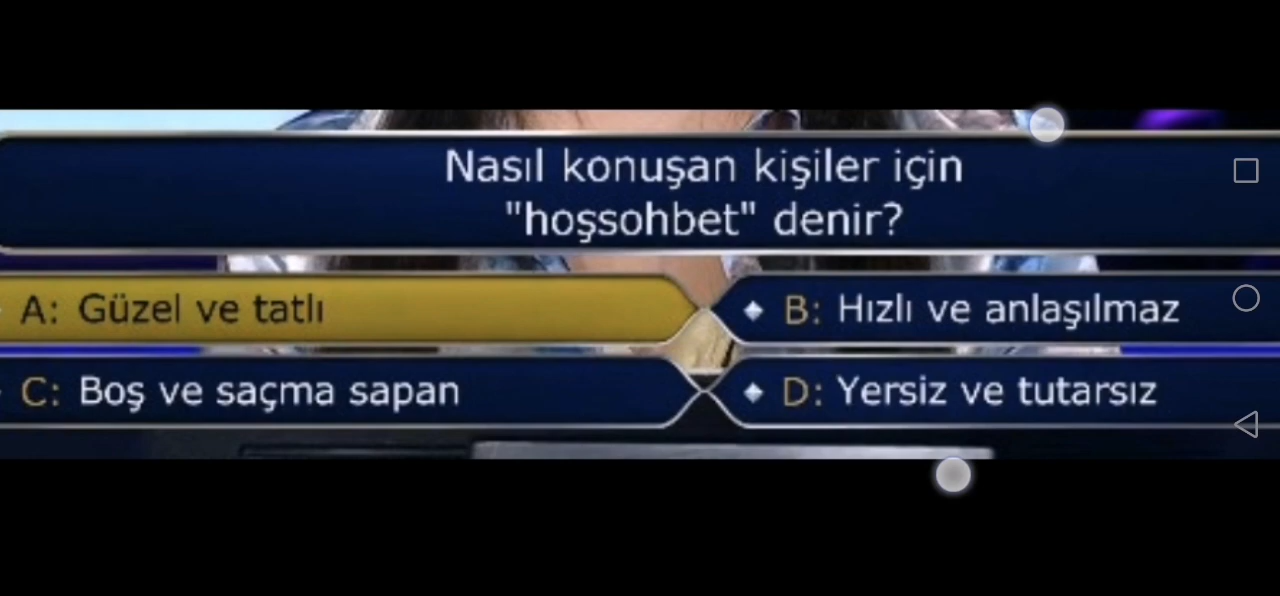 Nasıl konuşan kişiler için
"hoşsohbet" denir?
A: Güzel ve tatlı
B: Hızlı ve anlaşılmaz
C: Boş ve saçma sapan
D: Yersiz ve tutarsız